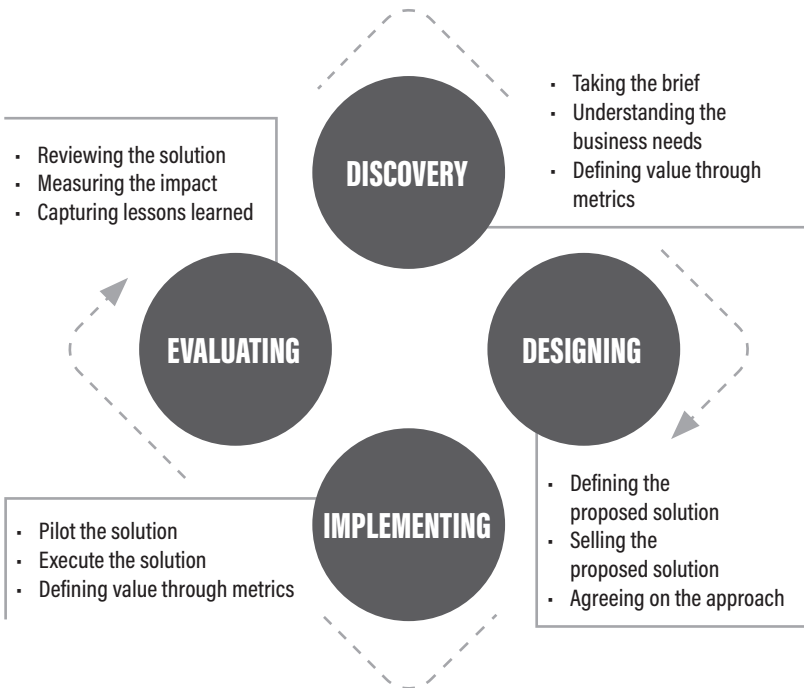 DISCOVERY
· Taking the brief
· Understanding the
business needs
· Defining value through
metrics
DESIGNING
· Defining the
proposed solution
· Selling the
proposed solution
· Agreeing on the approach
IMPLEMENTING
· Pilot the solution
· Execute the solution
· Defining value through metrics
EVALUATING
· Reviewing the solution
· Measuring the impact
· Capturing lessons learned